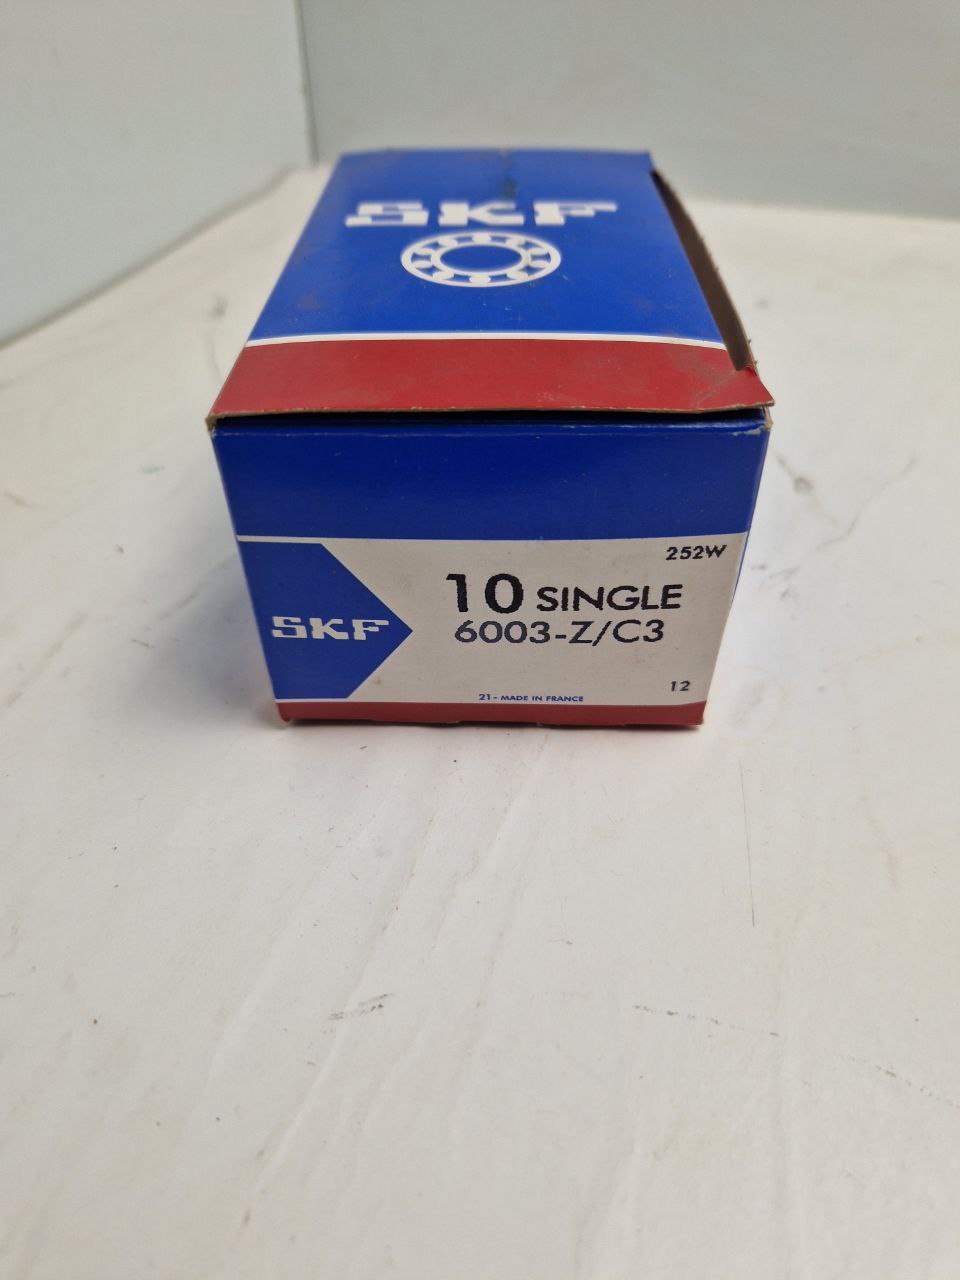 SKF
252W
10 SINGLE
6003-Z/C3
SKF
12
21 - MADE IN FRANCE